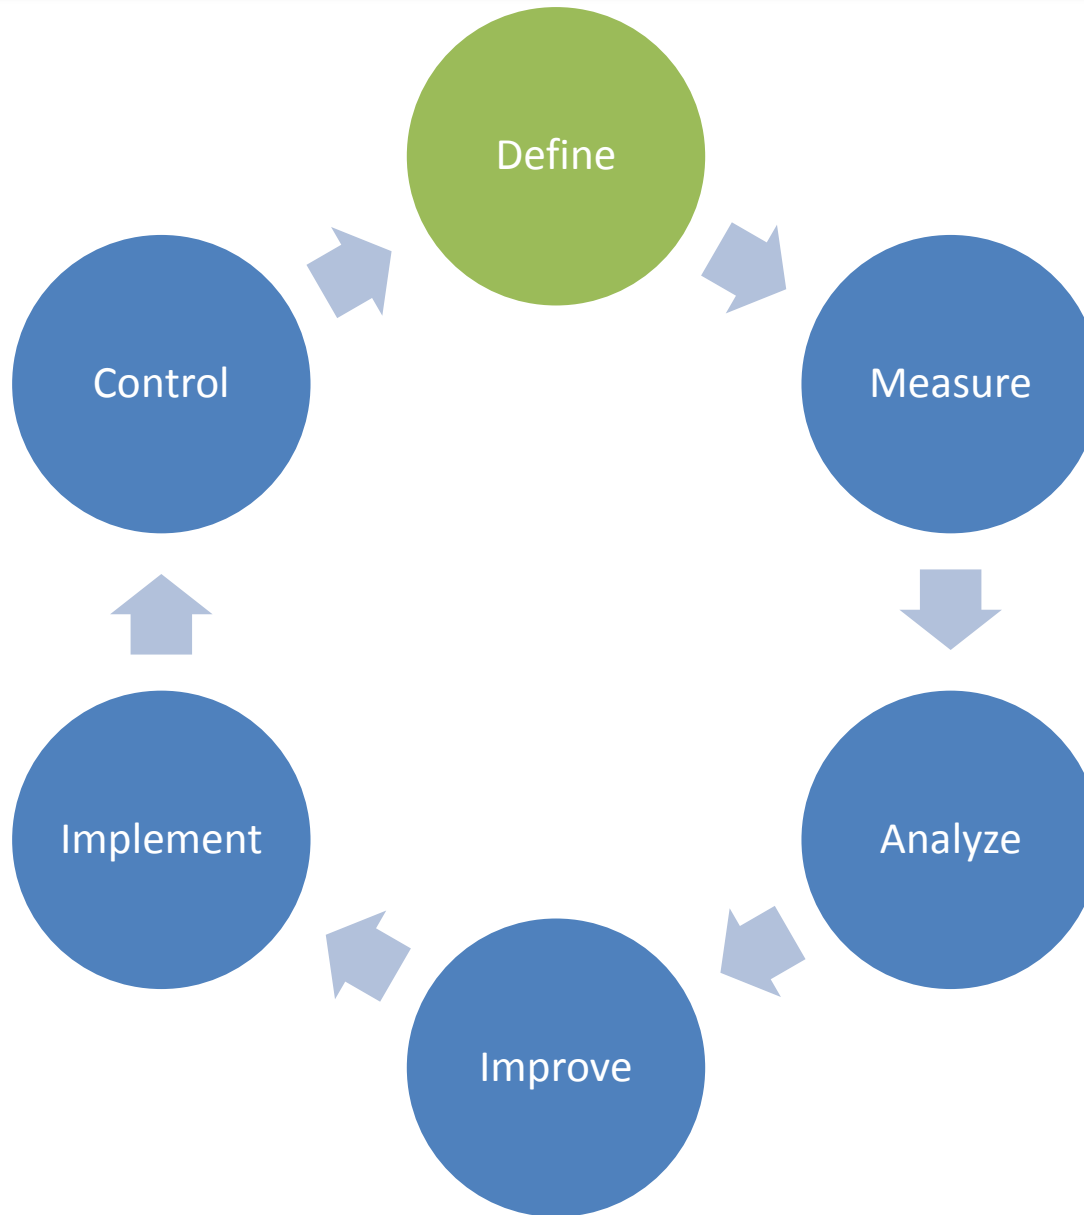 Define
Measure
Analyze
Improve
Implement
Control